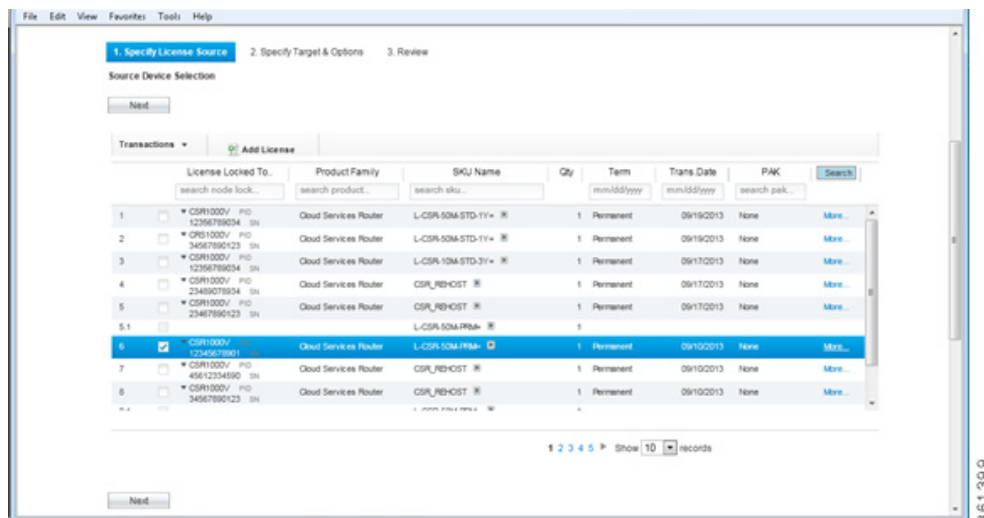 File Edit View Favorites Tools Help
1. Specify License Source 2. Specify Target & Options 3. Review
Source Device Selection
Next
Transactions Add License
License Locked To.. Product Family SKU Name Qty Term Trans.Date PAK Search
search node lock... search product... search sku... mm/dd/yyyy mm/dd/yyyy search pak...
1 CSR1000V PID Cloud Services Router L-CSR-50M-STD-1Y= 1 Permanent 09/19/2013 None More...
12356789034 SN
2 CRS1000V PID Cloud Services Router L-CSR-50M-STD-1Y= 1 Permanent 09/19/2013 None More...
34567890123 SN
3 CSR1000V PID Cloud Services Router L-CSR-10M-STD-3Y= 1 Permanent 09/17/2013 None More...
12356789034 SN
4 CSR1000V PID Cloud Services Router CSR_REHOST 1 Permanent 09/17/2013 None More...
23489078934 SN
5 CSR1000V PID Cloud Services Router CSR_REHOST 1 Permanent 09/17/2013 None More...
23467890123 SN
5.1 L-CSR-50M-PRM= 1
6 CSR1000V Cloud Services Router L-CSR-50M-PRM= 1 Permanent 09/10/2013 None More...
12345678901
7 CSR1000V PID Cloud Services Router CSR_REHOST 1 Permanent 09/10/2013 None More...
45612334590 SN
8 CSR1000V PID Cloud Services Router CSR_REHOST 1 Permanent 09/10/2013 None More...
34567890123 SN
1 2 3 4 5 Show 10 records
Next
361399